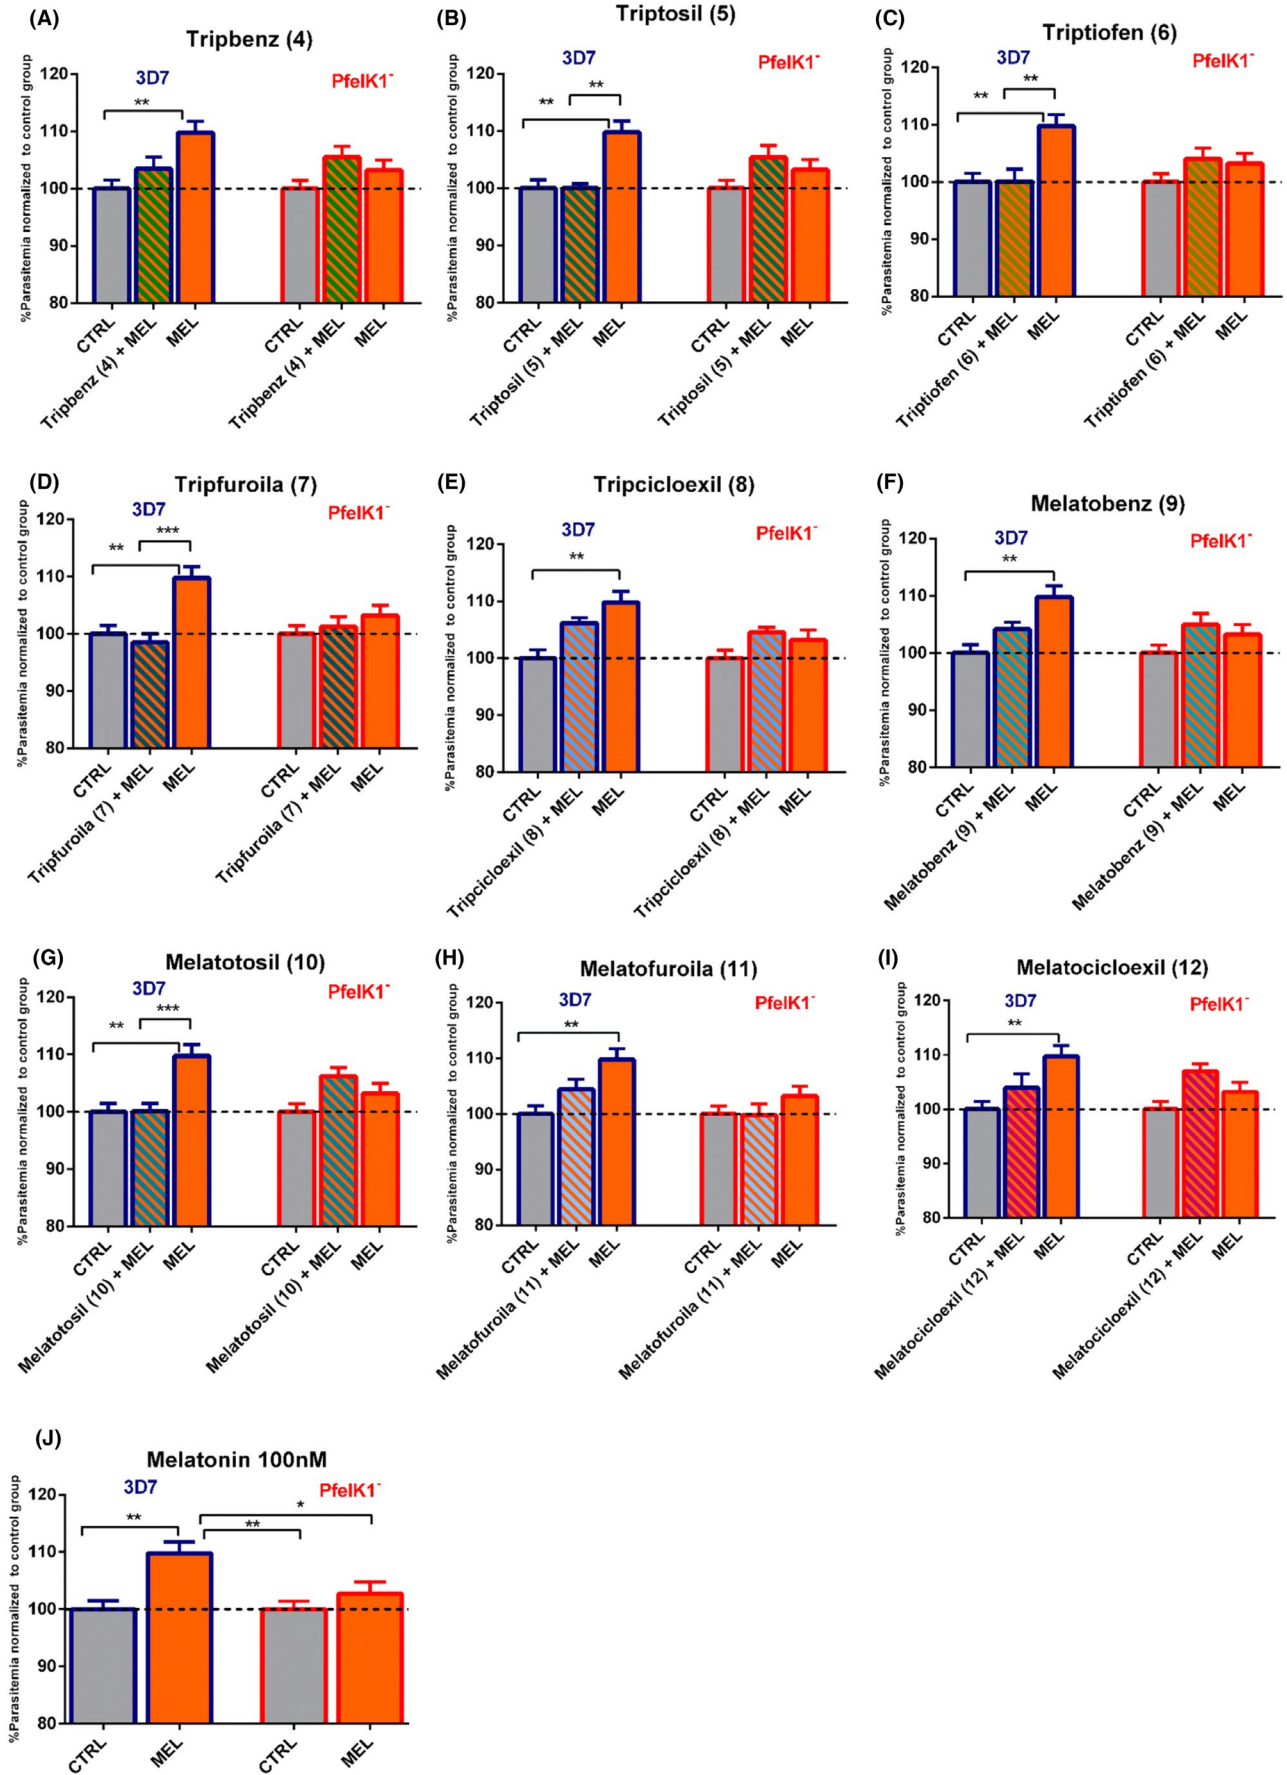 (A)
Tripbenz (4)
3D7
PfeIK1-
**
%Parasitemia normalized to control group
120
110
100
90
80
CTRL
Tripbenz (4) + MEL
MEL
CTRL
Tripbenz (4) + MEL
MEL
(B)
Triptosil (5)
3D7
PfeIK1-
**
**
%Parasitemia normalized to control group
120
110
100
90
80
CTRL
Triptosil (5) + MEL
MEL
CTRL
Triptosil (5) + MEL
MEL
(C)
Triptiofen (6)
3D7
PfeIK1-
**
**
%Parasitemia normalized to control group
120
110
100
90
80
CTRL
Triptiofen (6) + MEL
MEL
CTRL
Triptiofen (6) + MEL
MEL
(D)
Tripfuroila (7)
3D7
PfeIK1-
**
***
%Parasitemia normalized to control group
120
110
100
90
80
CTRL
Tripfuroila (7) + MEL
MEL
CTRL
Tripfuroila (7) + MEL
MEL
(E)
Tripcicloexil (8)
3D7
PfeIK1-
**
%Parasitemia normalized to control group
120
110
100
90
80
CTRL
Tripcicloexil (8) + MEL
MEL
CTRL
Tripcicloexil (8) + MEL
MEL
(F)
Melatobenz (9)
3D7
PfeIK1-
**
%Parasitemia normalized to control group
120
110
100
90
80
CTRL
Melatobenz (9) + MEL
MEL
CTRL
Melatobenz (9) + MEL
MEL
(G)
Melatotosil (10)
3D7
PfeIK1-
**
***
%Parasitemia normalized to control group
120
110
100
90
80
CTRL
Melatotosil (10) + MEL
MEL
CTRL
Melatotosil (10) + MEL
MEL
(H)
Melatofuroila (11)
3D7
PfeIK1-
**
%Parasitemia normalized to control group
120
110
100
90
80
CTRL
Melatofuroila (11) + MEL
MEL
CTRL
Melatofuroila (11) + MEL
MEL
(I)
Melatocicloexil (12)
3D7
PfeIK1-
**
%Parasitemia normalized to control group
120
110
100
90
80
CTRL
Melatocicloexil (12) + MEL
MEL
CTRL
Melatocicloexil (12) + MEL
MEL
(J)
Melatonin 100nM
3D7
PfeIK1-
**
**
*
%Parasitemia normalized to control group
120
110
100
90
80
CTRL
MEL
CTRL
MEL